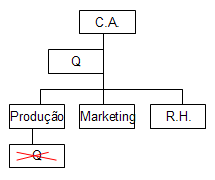 C.A.
Q
Produção Marketing R.H.
Q